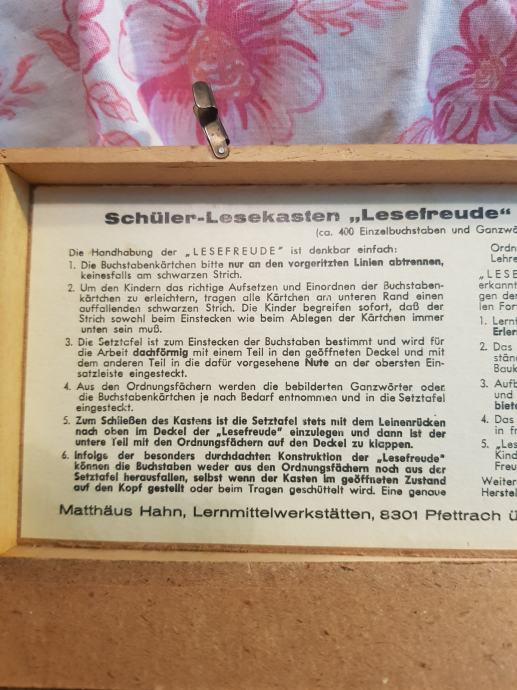 Schüler-Lesekasten „Lesefreude"
(ca. 400 Einzelbuchstaben und Ganzwö
Die Handhabung der „LESEFREUDE" ist denkbar einfach:
1. Die Buchstabenkärtchen bitte nur an den vorgeritzten Linien abtrennen,
keinesfalls am schwarzen Strich.
2. Um den Kindern das richtige Aufsetzen und Einordnen der Buchstaben-
kärtchen zu erleichtern, tragen alle Kärtchen am unteren Rand einen
auffallenden schwarzen Strich. Die Kinder begreifen sofort, daß der
Strich sowohl beim Einstecken wie beim Ablegen der Kärtchen immer
unten sein muß.
3. Die Setztafel ist zum Einstecken der Buchstaben bestimmt und wird für
die Arbeit dachförmig mit einem Teil in den geöffneten Deckel und mit
dem anderen Teil in die dafür vorgesehene Nute an der obersten Ein-
satzleiste eingesteckt.
4. Aus den Ordnungsfächern werden die bebilderten Ganzwörter oder
die Buchstabenkärtchen je nach Bedarf entnommen und in die Setztafel
eingesteckt.
5. Zum Schließen des Kastens ist die Setztafel stets mit dem Leinenrücken
nach oben im Deckel der „Lesefreude" einzulegen und dann ist der
untere Teil mit den Ordnungsfächern auf den Deckel zu klappen.
6. Infolge der besonders durchdachten Konstruktion der „Lesefreude"
können die Buchstaben weder aus den Ordnungsfächern noch aus der
Setztafel herausfallen, selbst wenn der Kasten im geöffneten Zustand
auf den Kopf gestellt oder beim Tragen geschüttelt wird. Eine genaue
Ordn
Lehre
„LESE
erkannt
gen der
len For
1. Lernt
Erler
2. Das
stän
Bauk
3. Aufb
und
biete
4. Das
in fr
5. „Les
Kind
Freu
Weiter
Herstel
Matthäus Hahn, Lernmittelwerkstätten, 8301 Pfettrach ü